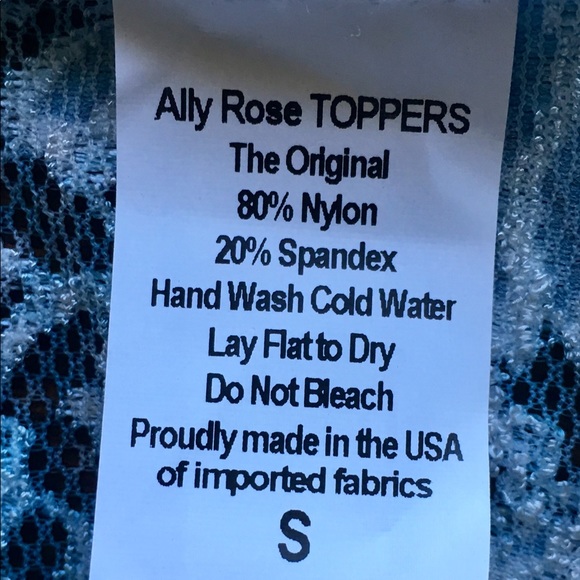 Ally Rose TOPPERS
The Original
80% Nylon
20% Spandex
Hand Wash Cold Water
Lay Flat to Dry
Do Not Bleach
Proudly made in the USA
of imported fabrics
S